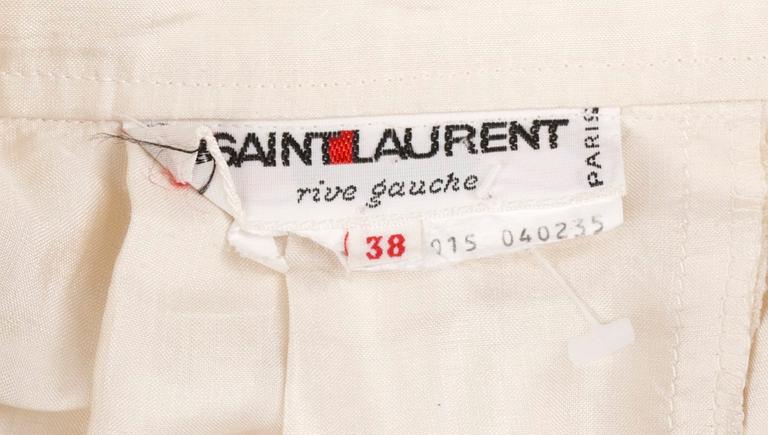 SAINT LAURENT
rive gauche
PARIS
38 015 040235